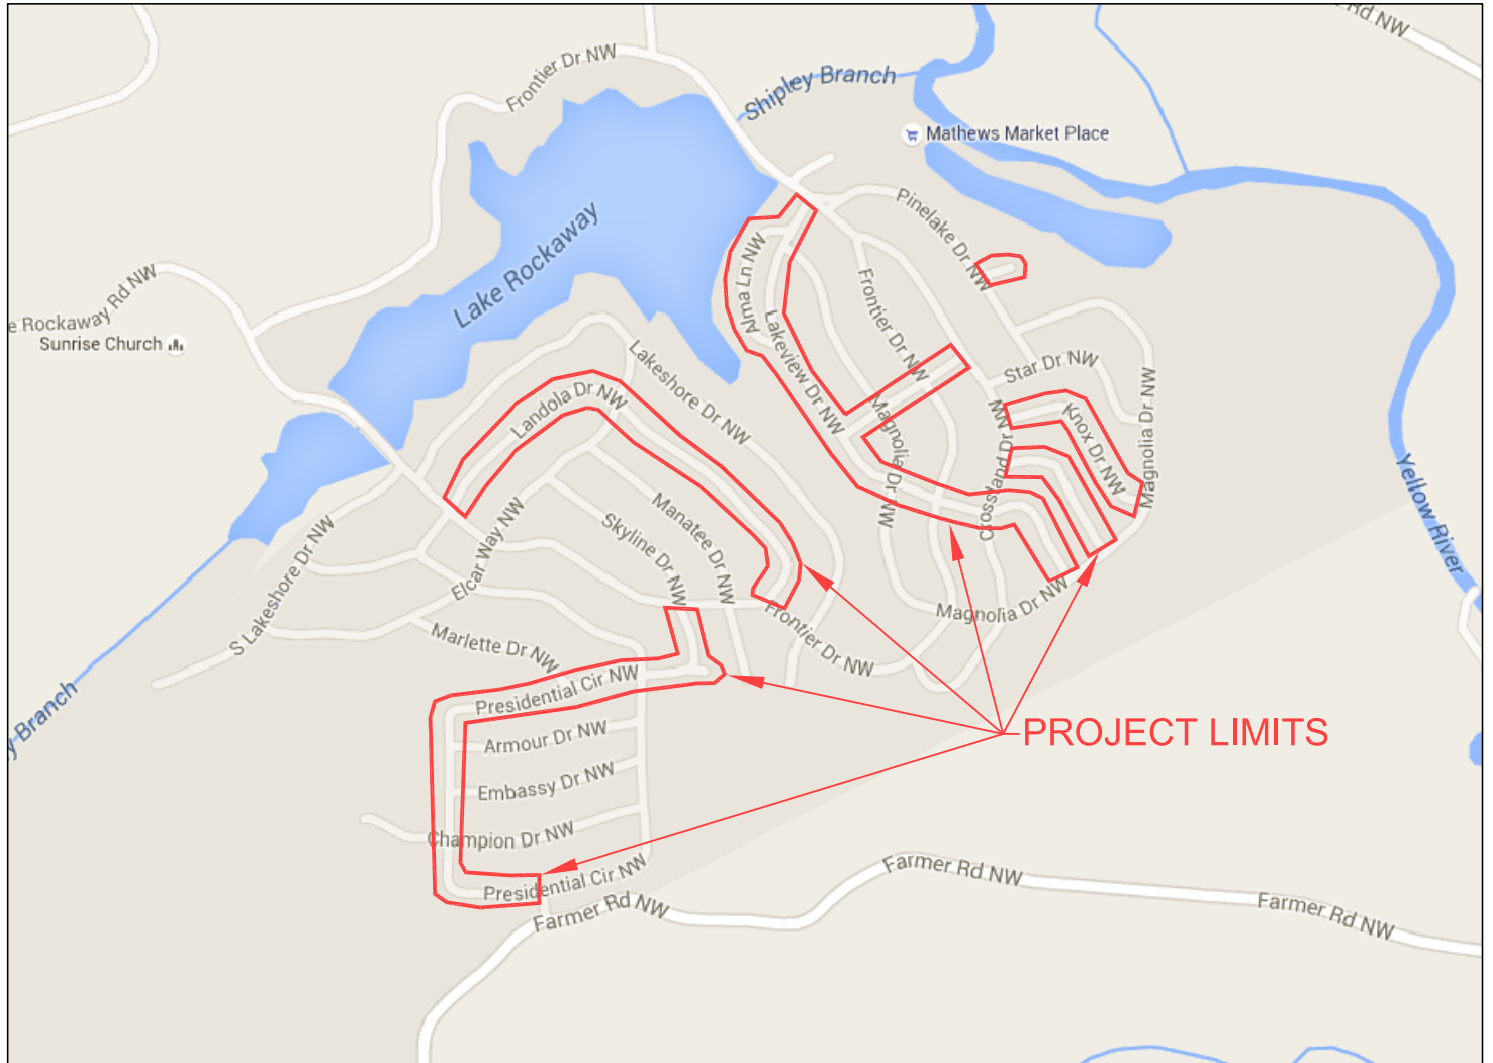 Rd NW
Frontier Dr NW
Shipley Branch
Mathews Market Place
Pinelake Dr NW
Lake Rockaway
e Rockaway Rd NW
Sunrise Church
Alma Ln NW
Frontier Dr NW
Lakeview Dr NW
Lakeshore Dr NW
Star Dr NW
Landola Dr NW
Magnolia Dr NW
Knox Dr NW
Magnolia Dr NW
Crossland Dr NW
Yellow River
Manatee Dr NW
Skyline Dr NW
Elcar Way NW
S Lakeshore Dr NW
Magnolia Dr NW
Frontier Dr NW
Marlette Dr NW
Presidential Cir NW
y Branch
PROJECT LIMITS
Armour Dr NW
Embassy Dr NW
Champion Dr NW
Presidential Cir NW
Farmer Rd NW
Farmer Rd NW
Farmer Rd NW